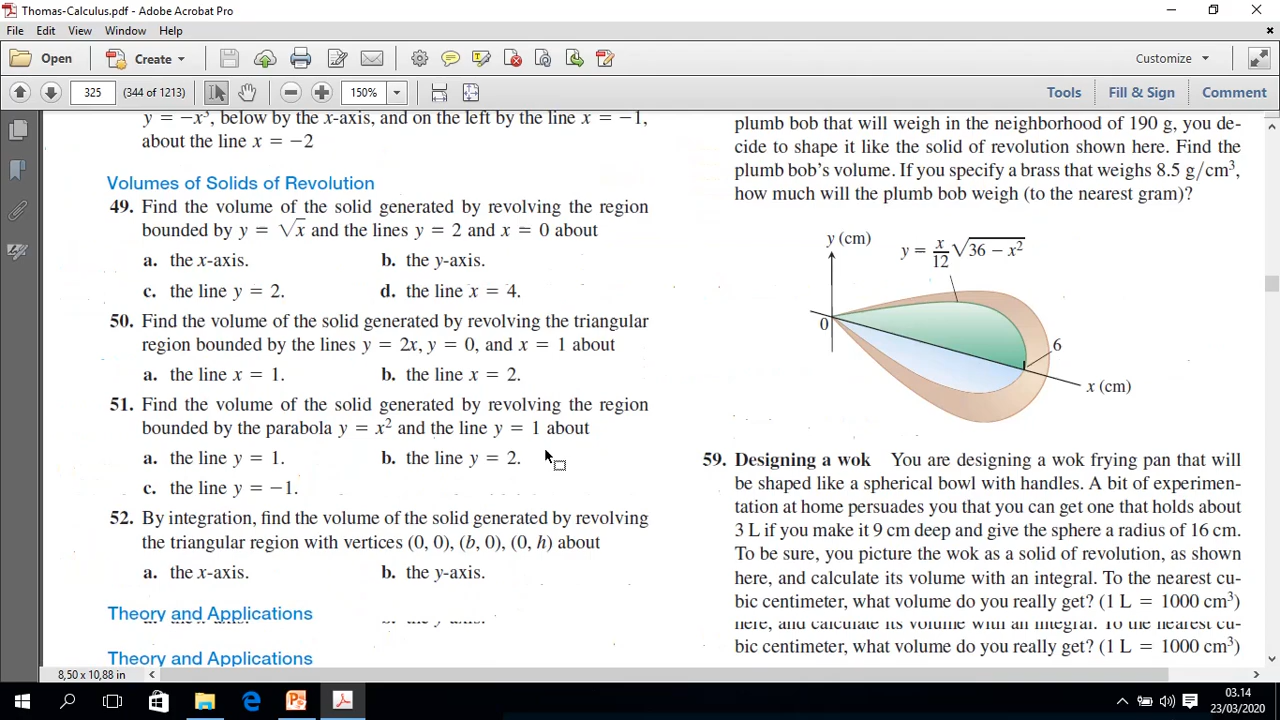 Thomas-Calculus.pdf - Adobe Acrobat Pro
File Edit View Window Help
Open Create Customize
325 (344 of 1213) 150% Tools Fill & Sign Comment
y = −x³, below by the x-axis, and on the left by the line x = −1,
about the line x = −2
Volumes of Solids of Revolution
49. Find the volume of the solid generated by revolving the region
bounded by y = √x and the lines y = 2 and x = 0 about
a. the x-axis. b. the y-axis.
c. the line y = 2. d. the line x = 4.
50. Find the volume of the solid generated by revolving the triangular
region bounded by the lines y = 2x, y = 0, and x = 1 about
a. the line x = 1. b. the line x = 2.
51. Find the volume of the solid generated by revolving the region
bounded by the parabola y = x² and the line y = 1 about
a. the line y = 1. b. the line y = 2.
c. the line y = −1.
52. By integration, find the volume of the solid generated by revolving
the triangular region with vertices (0, 0), (b, 0), (0, h) about
a. the x-axis. b. the y-axis.
Theory and Applications
Theory and Applications
plumb bob that will weigh in the neighborhood of 190 g, you de-
cide to shape it like the solid of revolution shown here. Find the
plumb bob's volume. If you specify a brass that weighs 8.5 g/cm³,
how much will the plumb bob weigh (to the nearest gram)?
y (cm)
y = x/12 √36 − x²
0
6
x (cm)
59. Designing a wok You are designing a wok frying pan that will
be shaped like a spherical bowl with handles. A bit of experimen-
tation at home persuades you that you can get one that holds about
3 L if you make it 9 cm deep and give the sphere a radius of 16 cm.
To be sure, you picture the wok as a solid of revolution, as shown
here, and calculate its volume with an integral. To the nearest cu-
bic centimeter, what volume do you really get? (1 L = 1000 cm³)
here, and calculate its volume with an integral. To the nearest cu-
bic centimeter, what volume do you really get? (1 L = 1000 cm³)
8,50 x 10,88 in
03.14
23/03/2020